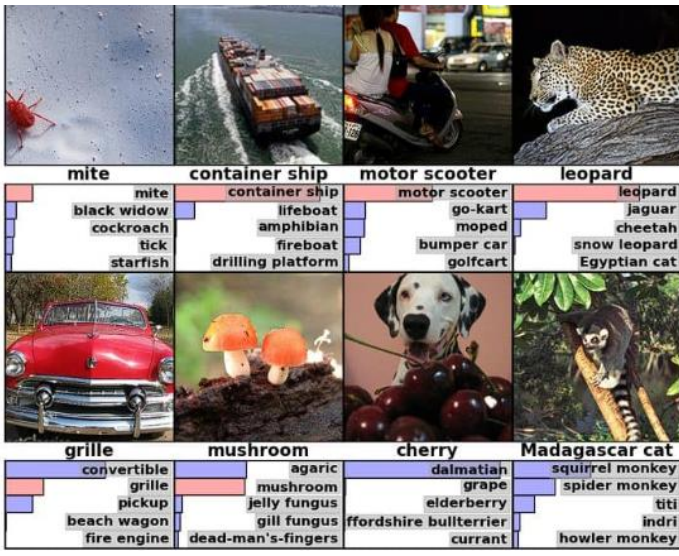 mite
container ship
motor scooter
leopard
mite
black widow
cockroach
tick
starfish
container ship
lifeboat
amphibian
fireboat
drilling platform
motor scooter
go-kart
moped
bumper car
golfcart
leopard
jaguar
cheetah
snow leopard
Egyptian cat
grille
mushroom
cherry
Madagascar cat
convertible
grille
pickup
beach wagon
fire engine
agaric
mushroom
jelly fungus
gill fungus
dead-man's-fingers
dalmatian
grape
elderberry
ffordshire bullterrier
currant
squirrel monkey
spider monkey
titi
indri
howler monkey